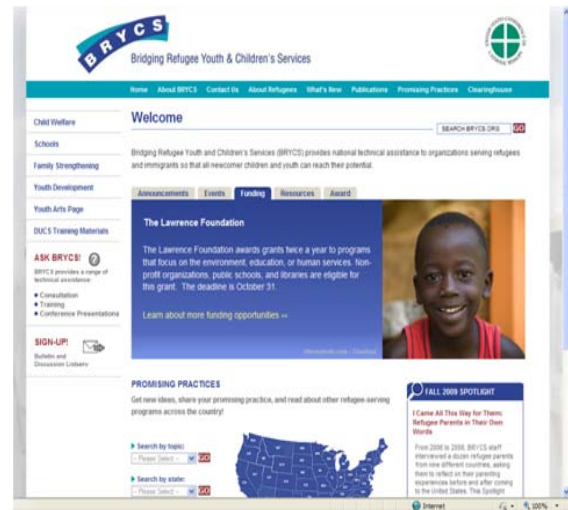 BRYCS
Bridging Refugee Youth & Children's Services
Home About BRYCS Contact Us About Refugees What's New Publications Promising Practices Clearinghouse
Child Welfare
Schools
Family Strengthening
Youth Development
Youth Arts Page
DUCS Training Materials
ASK BRYCS!
?
BRYCS provides a range of
technical assistance:
Consultation
Training
Conference Presentations
SIGN-UP!
Bulletin and
Discussion Listserv
Welcome
SEARCH BRYCS.ORG GO
Bridging Refugee Youth and Children's Services (BRYCS) provides national technical assistance to organizations serving refugees
and immigrants so that all newcomer children and youth can reach their potential.
Announcements Events Funding Resources Award
The Lawrence Foundation
The Lawrence Foundation awards grants twice a year to programs
that focus on the environment, education, or human services. Non-
profit organizations, public schools, and libraries are eligible for
this grant. The deadline is October 31.
Learn about more funding opportunities »»
PROMISING PRACTICES
Get new ideas, share your promising practice, and read about other refugee-serving
programs across the country!
Search by topic:
- Please Select - GO
Search by state:
- Please Select - GO
FALL 2009 SPOTLIGHT
I Came All This Way for Them:
Refugee Parents in Their Own
Words
From 2006 to 2008, BRYCS staff
interviewed a dozen refugee parents
from nine different countries, asking
them to reflect on their parenting
experiences before and after coming
to the United States. This Spotlight
Internet 100%